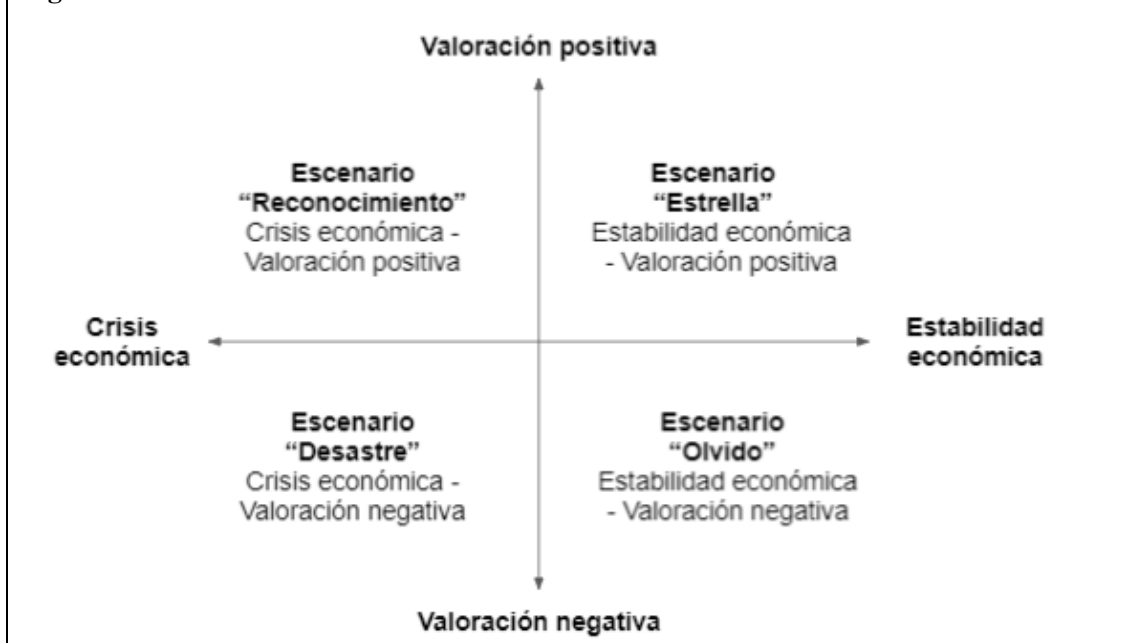 Valoración positiva
Escenario
“Reconocimiento”
Crisis económica -
Valoración positiva
Escenario
“Estrella”
Estabilidad económica
- Valoración positiva
Crisis
económica
Estabilidad
económica
Escenario
“Desastre”
Crisis económica -
Valoración negativa
Escenario
“Olvido”
Estabilidad económica
- Valoración negativa
Valoración negativa